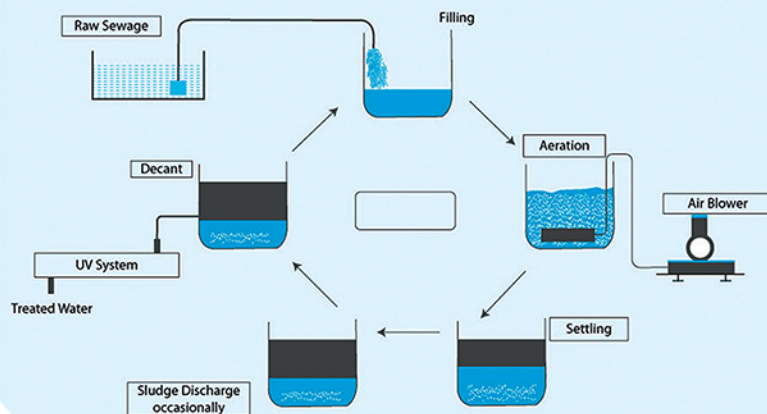 Raw Sewage
Filling
Aeration
Decant
Air Blower
UV System
Treated Water
Settling
Sludge Discharge
occasionally